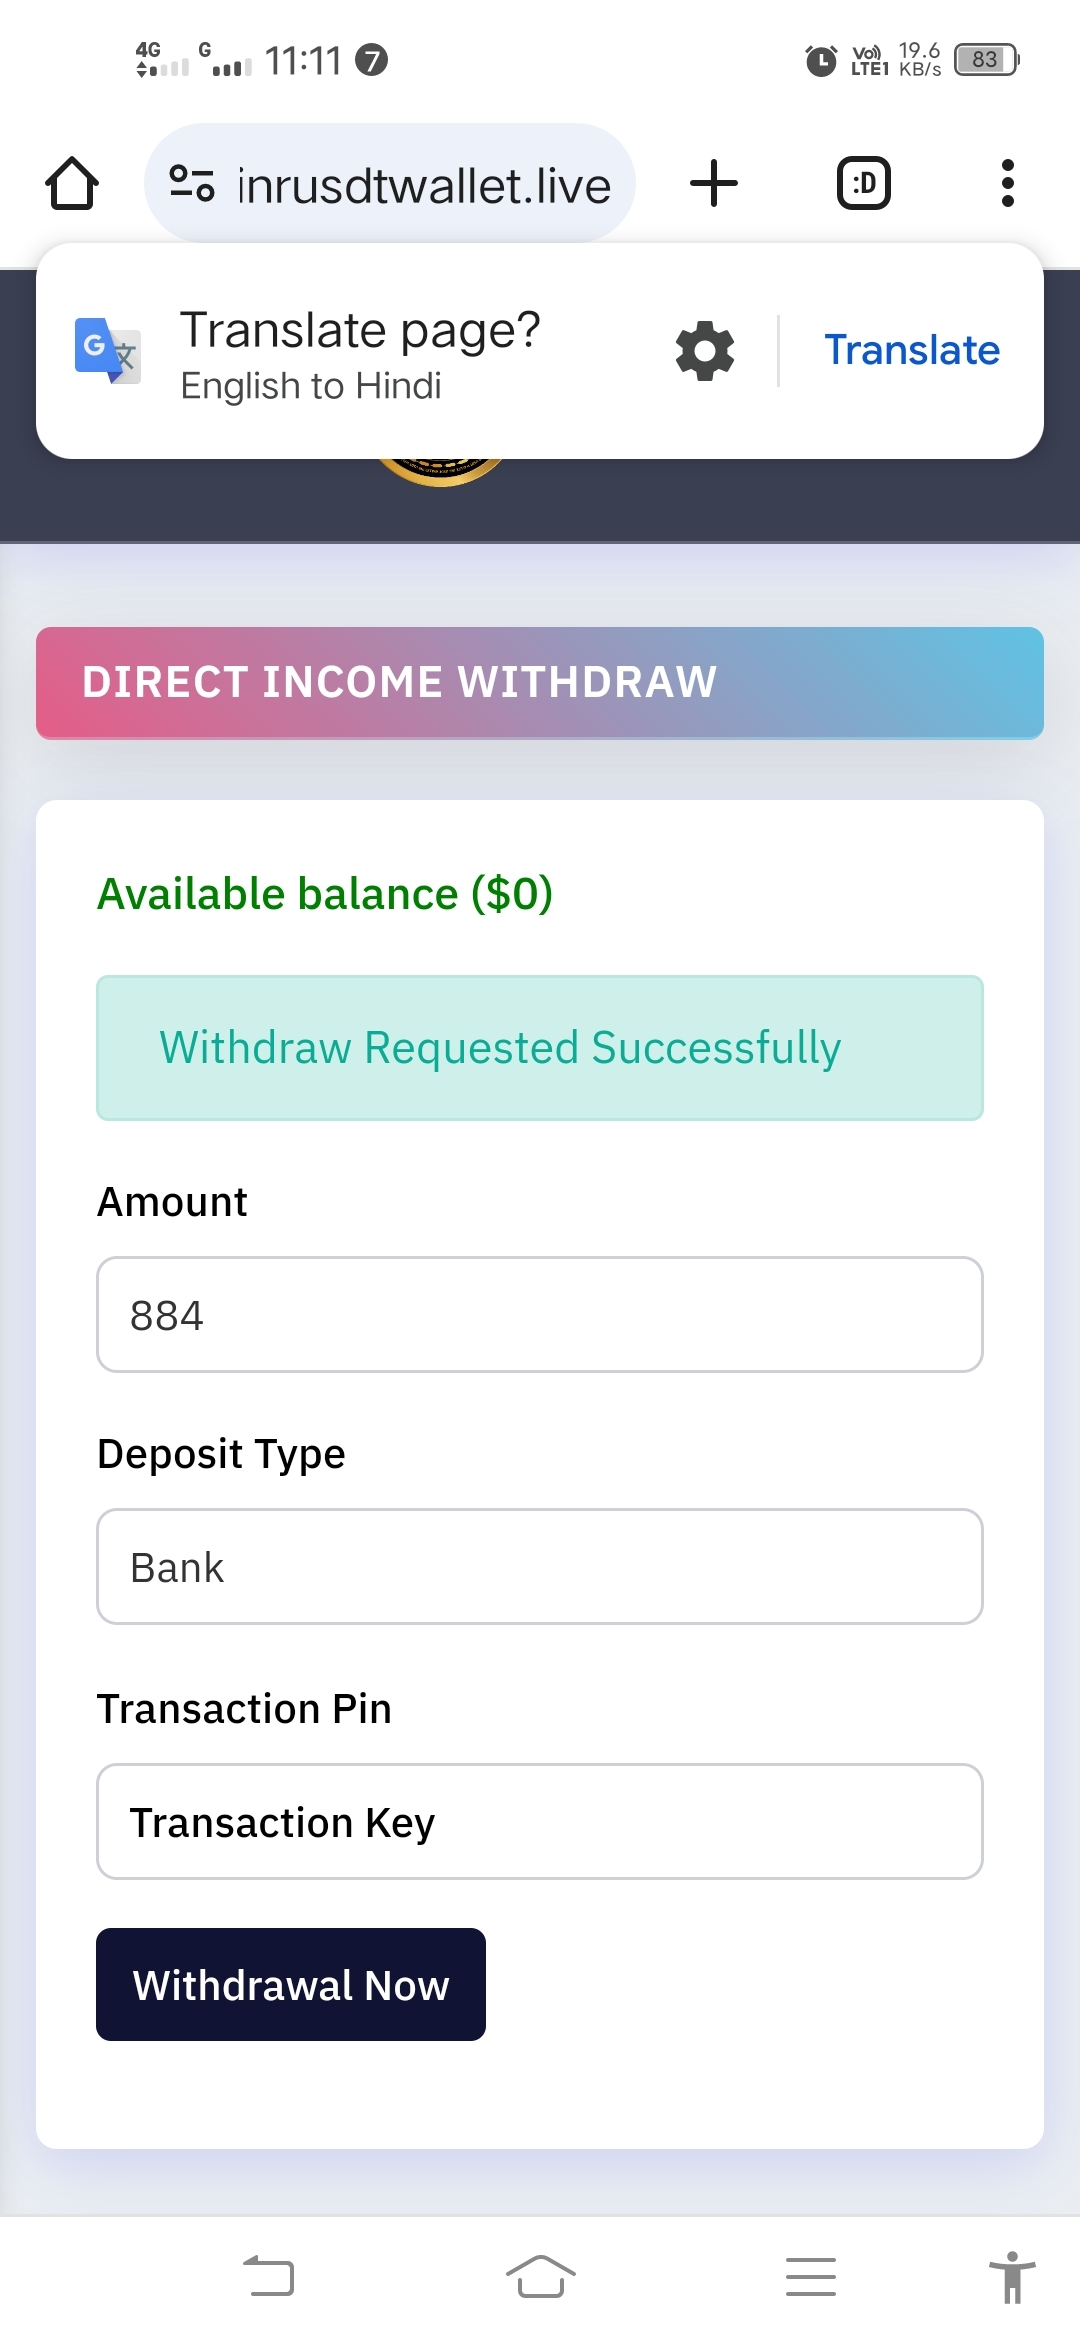 4G G 11:11 7 Vo)) LTE1 19.6 KB/s 83
inrusdtwallet.live :D
Translate page?
English to Hindi
Translate
DIRECT INCOME WITHDRAW
Available balance ($0)
Withdraw Requested Successfully
Amount
884
Deposit Type
Bank
Transaction Pin
Transaction Key
Withdrawal Now